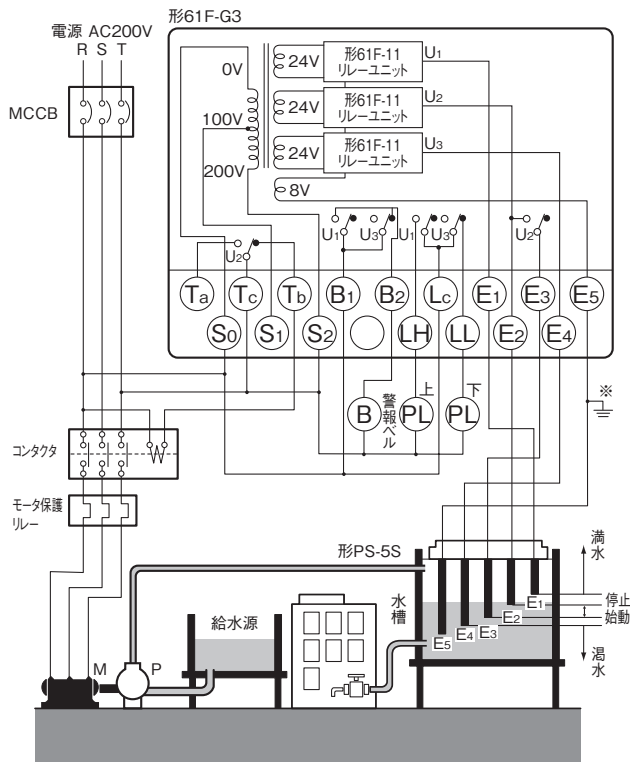 形61F-G3
電源 AC200V
R S T
MCCB
0V
100V
200V
24V
形61F-11
リレーユニット
U1
24V
形61F-11
リレーユニット
U2
24V
形61F-11
リレーユニット
U3
8V
U2
U1
U3
U1
U3
U2
Ta
Tc
Tb
B1
B2
Lc
E1
E3
E5
S0
S1
S2
LH
LL
E2
E4
B
警報ベル
PL
上
PL
下
※
コンタクタ
モータ保護
リレー
形PS-5S
満水
水槽
停止
始動
渇水
E1
E2
E3
E4
E5
給水源
M
P